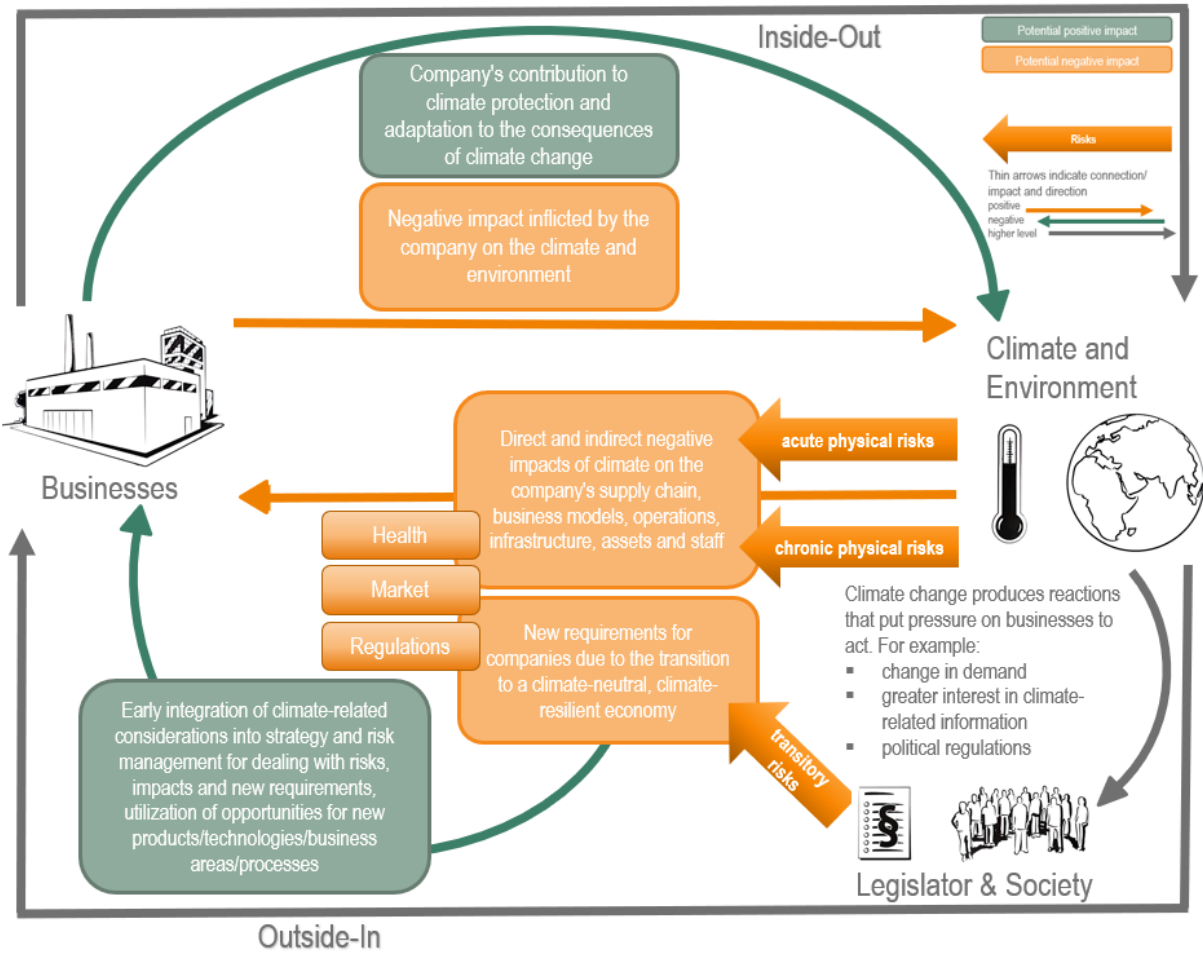 Inside-Out
Potential positive impact
Potential negative impact
Risks
Thin arrows indicate connection/
impact and direction
positive
negative
higher level
Company's contribution to
climate protection and
adaptation to the consequences
of climate change
Negative impact inflicted by the
company on the climate and
environment
Businesses
Climate and
Environment
Direct and indirect negative
impacts of climate on the
company's supply chain,
business models, operations,
infrastructure, assets and staff
acute physical risks
chronic physical risks
Health
Market
Regulations
New requirements for
companies due to the transition
to a climate-neutral, climate-
resilient economy
transitory
risks
Climate change produces reactions
that put pressure on businesses to
act. For example:
▪ change in demand
▪ greater interest in climate-
related information
▪ political regulations
Early integration of climate-related
considerations into strategy and risk
management for dealing with risks,
impacts and new requirements,
utilization of opportunities for new
products/technologies/business
areas/processes
§
Legislator & Society
Outside-In